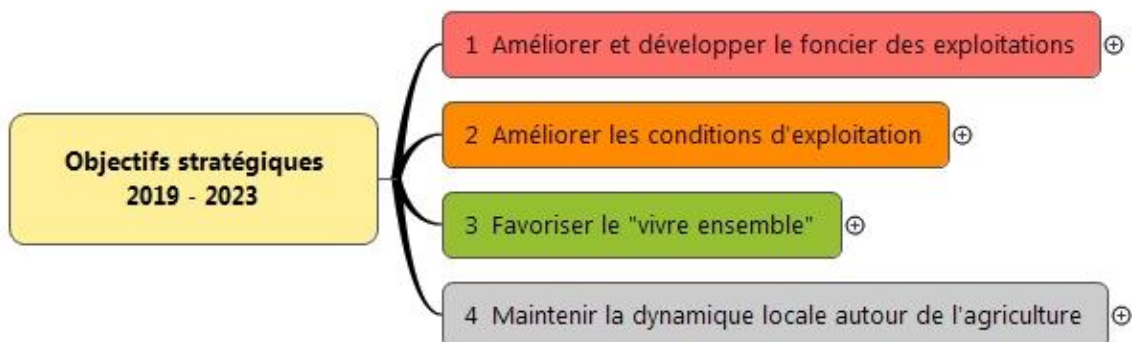 Objectifs stratégiques
2019 - 2023
1 Améliorer et développer le foncier des exploitations
2 Améliorer les conditions d'exploitation
3 Favoriser le "vivre ensemble"
4 Maintenir la dynamique locale autour de l'agriculture